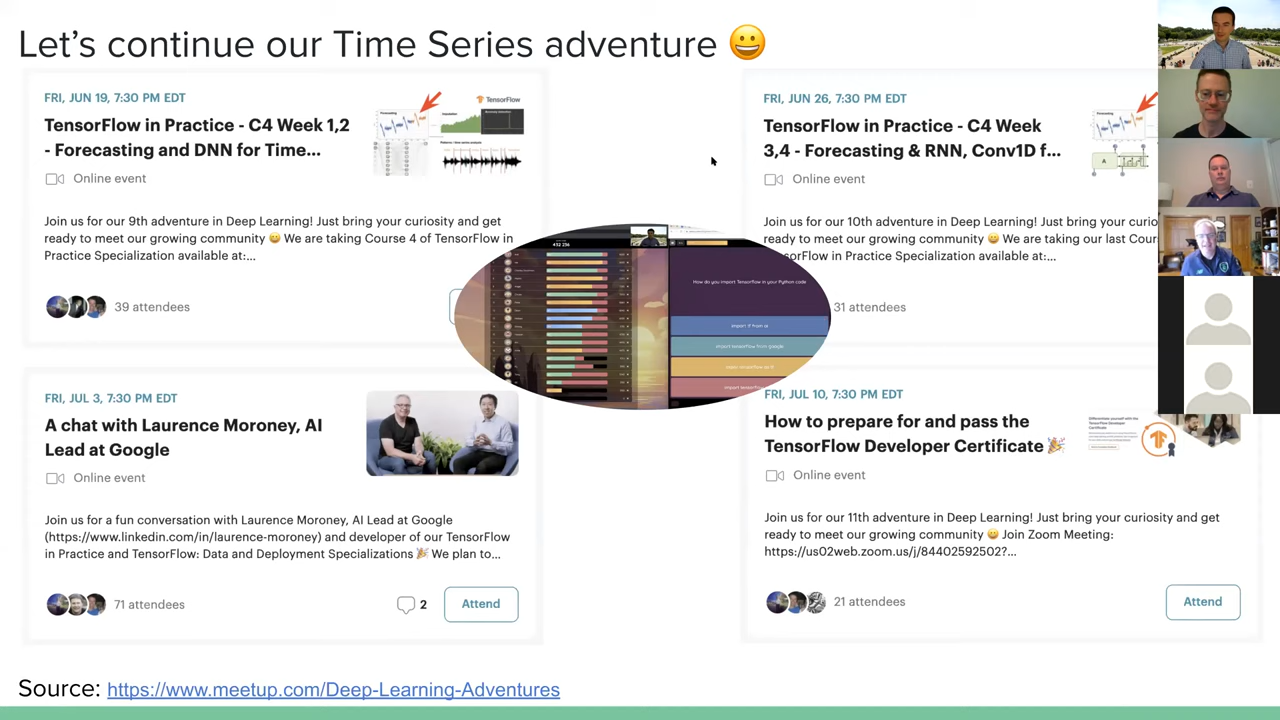 Let's continue our Time Series adventure 😀
FRI, JUN 19, 7:30 PM EDT
TensorFlow in Practice - C4 Week 1,2
- Forecasting and DNN for Time...
Online event
TensorFlow
Join us for our 9th adventure in Deep Learning! Just bring your curiosity and get
ready to meet our growing community 😀 We are taking Course 4 of TensorFlow
in Practice Specialization available at:...
39 attendees
FRI, JUN 26, 7:30 PM EDT
TensorFlow in Practice - C4 Week
3,4 - Forecasting & RNN, Conv1D f...
Online event
Join us for our 10th adventure in Deep Learning! Just bring your curio
ready to meet our growing community 😀 We are taking our last Cours
Practice Specialization available at:...
31 attendees
How do you import Tensorflow in your Python code
import tf from ai
import tensorflow from google
FRI, JUL 3, 7:30 PM EDT
A chat with Laurence Moroney, AI
Lead at Google
Online event
Join us for a fun conversation with Laurence Moroney, AI Lead at Google
(https://www.linkedin.com/in/laurence-moroney) and developer of our TensorFlow
in Practice and TensorFlow: Data and Deployment Specializations 🎉 We plan to...
71 attendees
2
Attend
FRI, JUL 10, 7:30 PM EDT
How to prepare for and pass the
TensorFlow Developer Certificate 🎉
Online event
Join us for our 11th adventure in Deep Learning! Just bring your curiosity and get
ready to meet our growing community 😀 Join Zoom Meeting:
https://us02web.zoom.us/j/84402592502?...
21 attendees
Attend
Source: https://www.meetup.com/Deep-Learning-Adventures